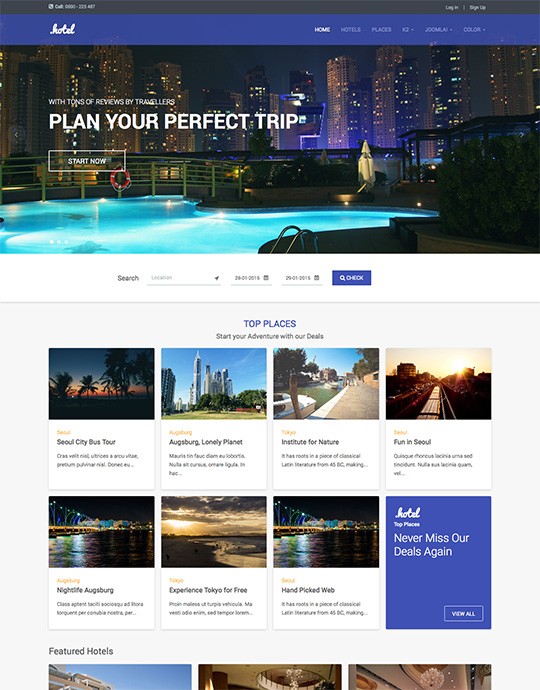 Call: 0800 - 225 487
Log in | Sign Up
.hotel
HOME HOTELS PLACES K2 JOOMLA! COLOR
WITH TONS OF REVIEWS BY TRAVELLERS
PLAN YOUR PERFECT TRIP
START NOW
Search Location 28-01-2015 29-01-2015 CHECK
TOP PLACES
Start your Adventure with our Deals
Seoul
Seoul City Bus Tour
Cras velit nisl, ultrices a arcu vitae,
pretium pulvinar nisl. Donec eu...
Augsburg
Augsburg, Lonely Planet
Mauris tin fauc diam eu lobortis.
Nulla sit cursus, ornare ligula. In
hac...
Tokyo
Institute for Nature
It has roots in a piece of classical
Latin literature from 45 BC, making...
Seoul
Fun in Seoul
Quisque rhoncus lacinia urna sed
tincidunt. Nulla sus lacinia quam,
vel...
Augsburg
Nightlife Augsburg
Class aptent taciti sociosqu ad litora
torquent per conubia nostra, per...
Tokyo
Experience Tokyo for Free
Proin maleus ut turpis vehicula. Ma
vesti odio enim, sed tempor lorem...
Seoul
Hand Picked Web
It has roots in a piece of classical
Latin literature from 45 BC, making...
.hotel
Top Places
Never Miss Our
Deals Again
VIEW ALL
Featured Hotels